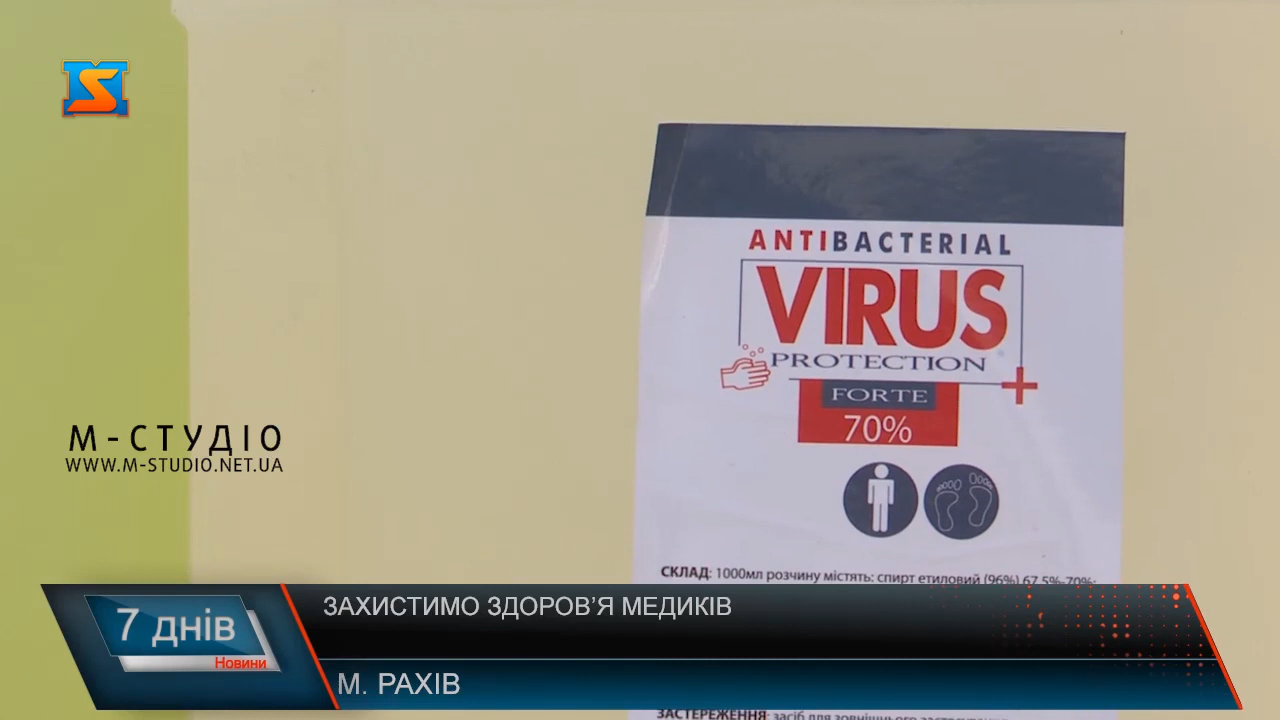 ANTIBACTERIAL
VIRUS
PROTECTION
FORTE
70%
М-СТУДІО
WWW.M-STUDIO.NET.UA
СКЛАД: 1000мл розчину містять: спирт етиловий (96%) 67,5%-70%;
7 днів
Новини
ЗАХИСТИМО ЗДОРОВ’Я МЕДИКІВ
М. РАХІВ
ЗАСТЕРЕЖЕННЯ: засіб для зовнішнього